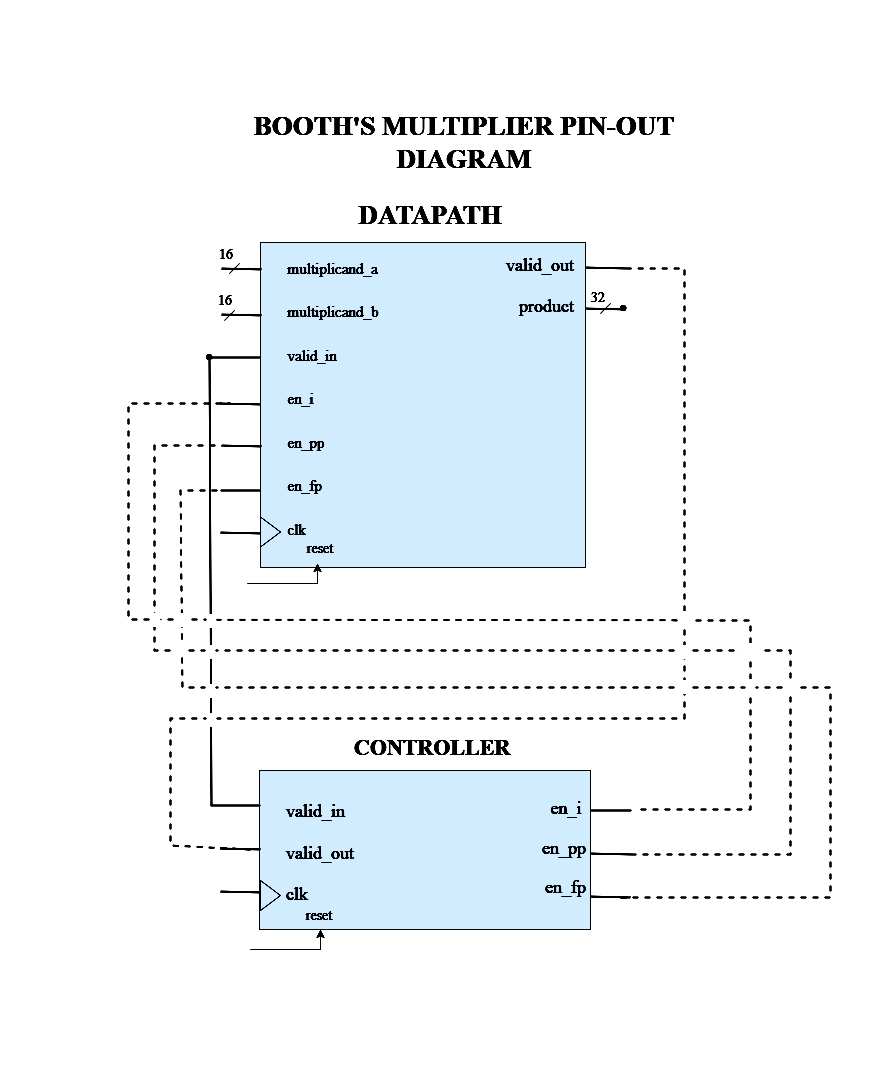 BOOTH'S MULTIPLIER PIN-OUT
DIAGRAM
DATAPATH
16
multiplicand_a
valid_out
16
multiplicand_b
product
32
valid_in
en_i
en_pp
en_fp
clk
reset
CONTROLLER
valid_in
en_i
valid_out
en_pp
clk
en_fp
reset